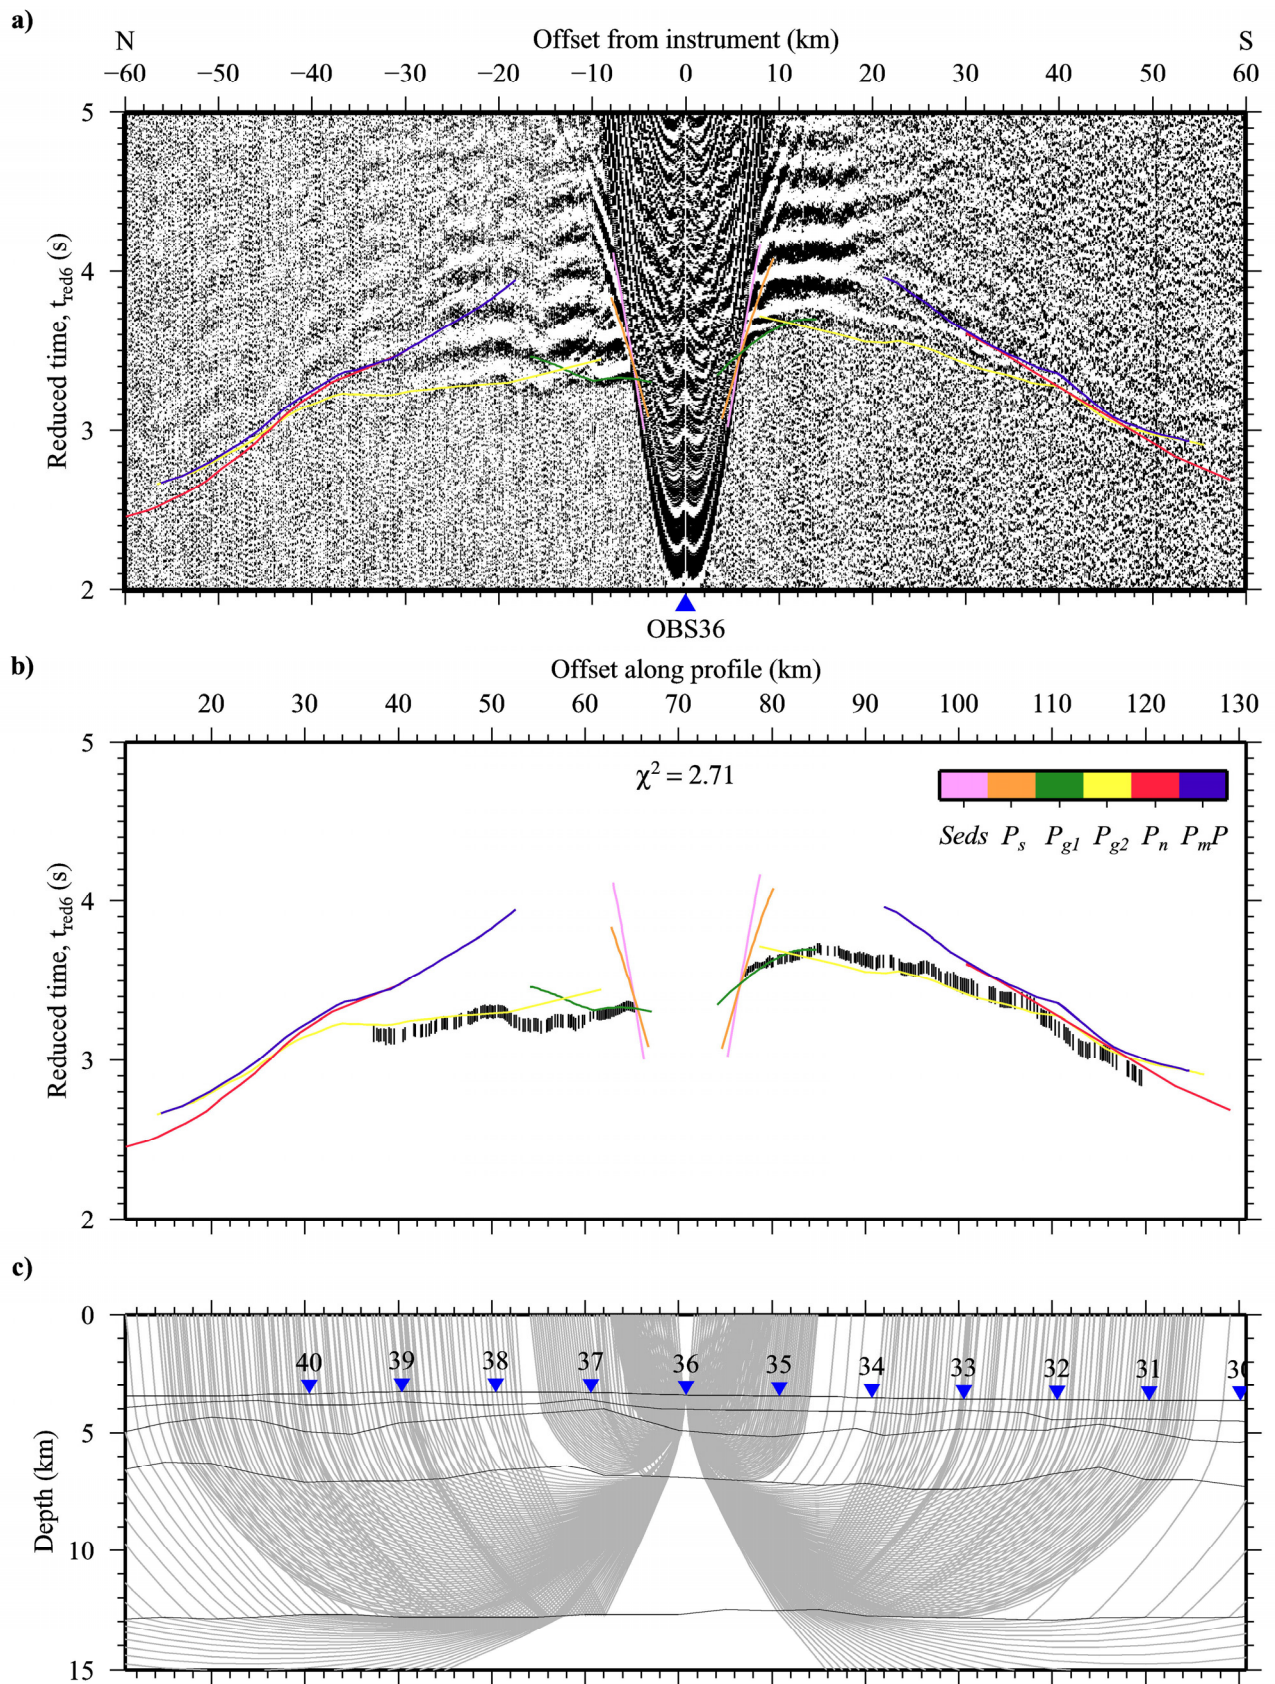 a)
N Offset from instrument (km) S
−60 −50 −40 −30 −20 −10 0 10 20 30 40 50 60
5
4
3
2
Reduced time, t_red6 (s)
OBS36
b)
Offset along profile (km)
20 30 40 50 60 70 80 90 100 110 120 130
5
4
3
2
Reduced time, t_red6 (s)
χ² = 2.71
Seds P_s P_g1 P_g2 P_n P_mP
c)
0
5
10
15
Depth (km)
40 39 38 37 36 35 34 33 32 31 30